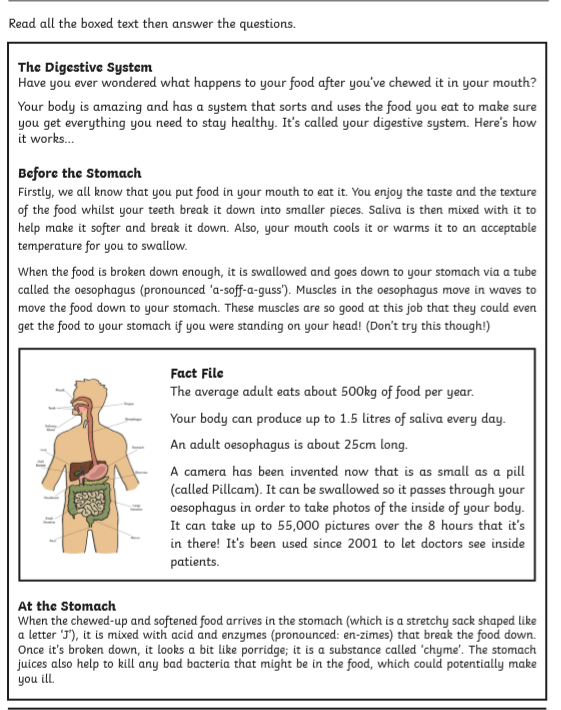 Read all the boxed text then answer the questions.
The Digestive System
Have you ever wondered what happens to your food after you've chewed it in your mouth?
Your body is amazing and has a system that sorts and uses the food you eat to make sure
you get everything you need to stay healthy. It's called your digestive system. Here's how
it works...
Before the Stomach
Firstly, we all know that you put food in your mouth to eat it. You enjoy the taste and the texture
of the food whilst your teeth break it down into smaller pieces. Saliva is then mixed with it to
help make it softer and break it down. Also, your mouth cools it or warms it to an acceptable
temperature for you to swallow.
When the food is broken down enough, it is swallowed and goes down to your stomach via a tube
called the oesophagus (pronounced ‘a-soff-a-guss’). Muscles in the oesophagus move in waves to
move the food down to your stomach. These muscles are so good at this job that they could even
get the food to your stomach if you were standing on your head! (Don't try this though!)
Fact File
The average adult eats about 500kg of food per year.
Your body can produce up to 1.5 litres of saliva every day.
An adult oesophagus is about 25cm long.
A camera has been invented now that is as small as a pill
(called Pillcam). It can be swallowed so it passes through your
oesophagus in order to take photos of the inside of your body.
It can take up to 55,000 pictures over the 8 hours that it's
in there! It's been used since 2001 to let doctors see inside
patients.
At the Stomach
When the chewed-up and softened food arrives in the stomach (which is a stretchy sack shaped like
a letter ‘J’), it is mixed with acid and enzymes (pronounced: en-zimes) that break the food down.
Once it's broken down, it looks a bit like porridge; it is a substance called ‘chyme’. The stomach
juices also help to kill any bad bacteria that might be in the food, which could potentially make
you ill.